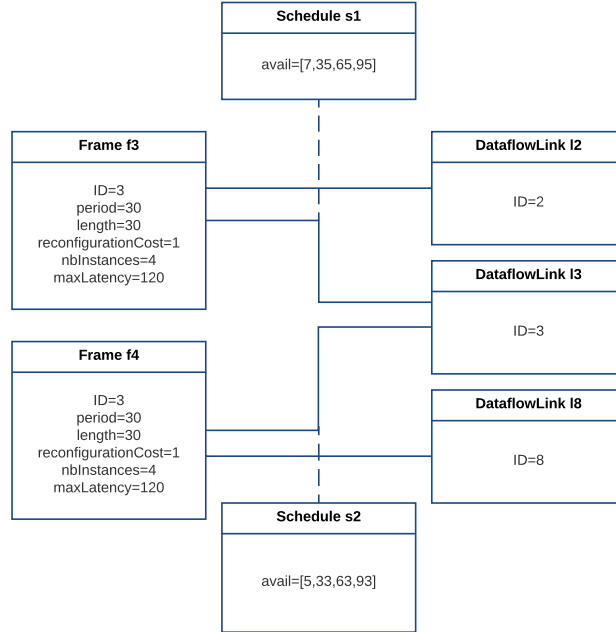 Schedule s1
avail=[7,35,65,95]
Frame f3
ID=3
period=30
length=30
reconfigurationCost=1
nbInstances=4
maxLatency=120
DataflowLink l2
ID=2
DataflowLink l3
ID=3
Frame f4
ID=3
period=30
length=30
reconfigurationCost=1
nbInstances=4
maxLatency=120
DataflowLink l8
ID=8
Schedule s2
avail=[5,33,63,93]